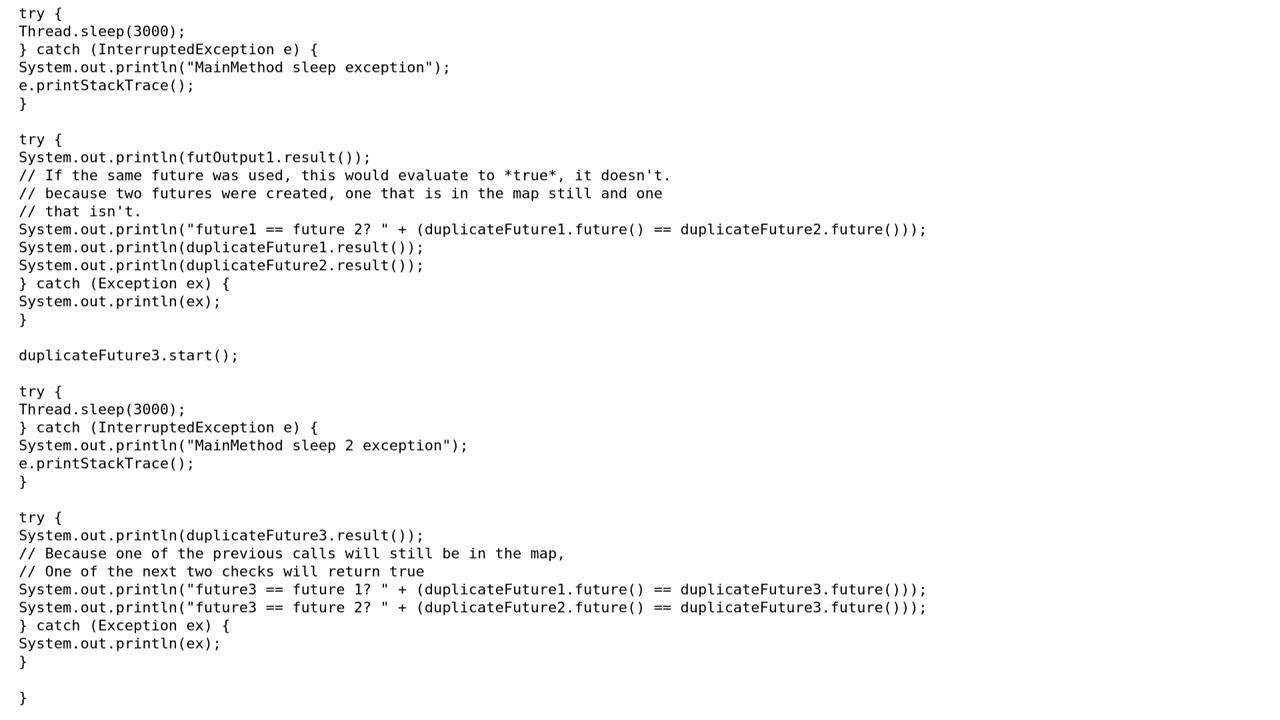 try {
Thread.sleep(3000);
} catch (InterruptedException e) {
System.out.println("MainMethod sleep exception");
e.printStackTrace();
}

try {
System.out.println(futOutput1.result());
// If the same future was used, this would evaluate to *true*, it doesn't.
// because two futures were created, one that is in the map still and one
// that isn't.
System.out.println("future1 == future 2? " + (duplicateFuture1.future() == duplicateFuture2.future()));
System.out.println(duplicateFuture1.result());
System.out.println(duplicateFuture2.result());
} catch (Exception ex) {
System.out.println(ex);
}

duplicateFuture3.start();

try {
Thread.sleep(3000);
} catch (InterruptedException e) {
System.out.println("MainMethod sleep 2 exception");
e.printStackTrace();
}

try {
System.out.println(duplicateFuture3.result());
// Because one of the previous calls will still be in the map,
// One of the next two checks will return true
System.out.println("future3 == future 1? " + (duplicateFuture1.future() == duplicateFuture3.future()));
System.out.println("future3 == future 2? " + (duplicateFuture2.future() == duplicateFuture3.future()));
} catch (Exception ex) {
System.out.println(ex);
}

}